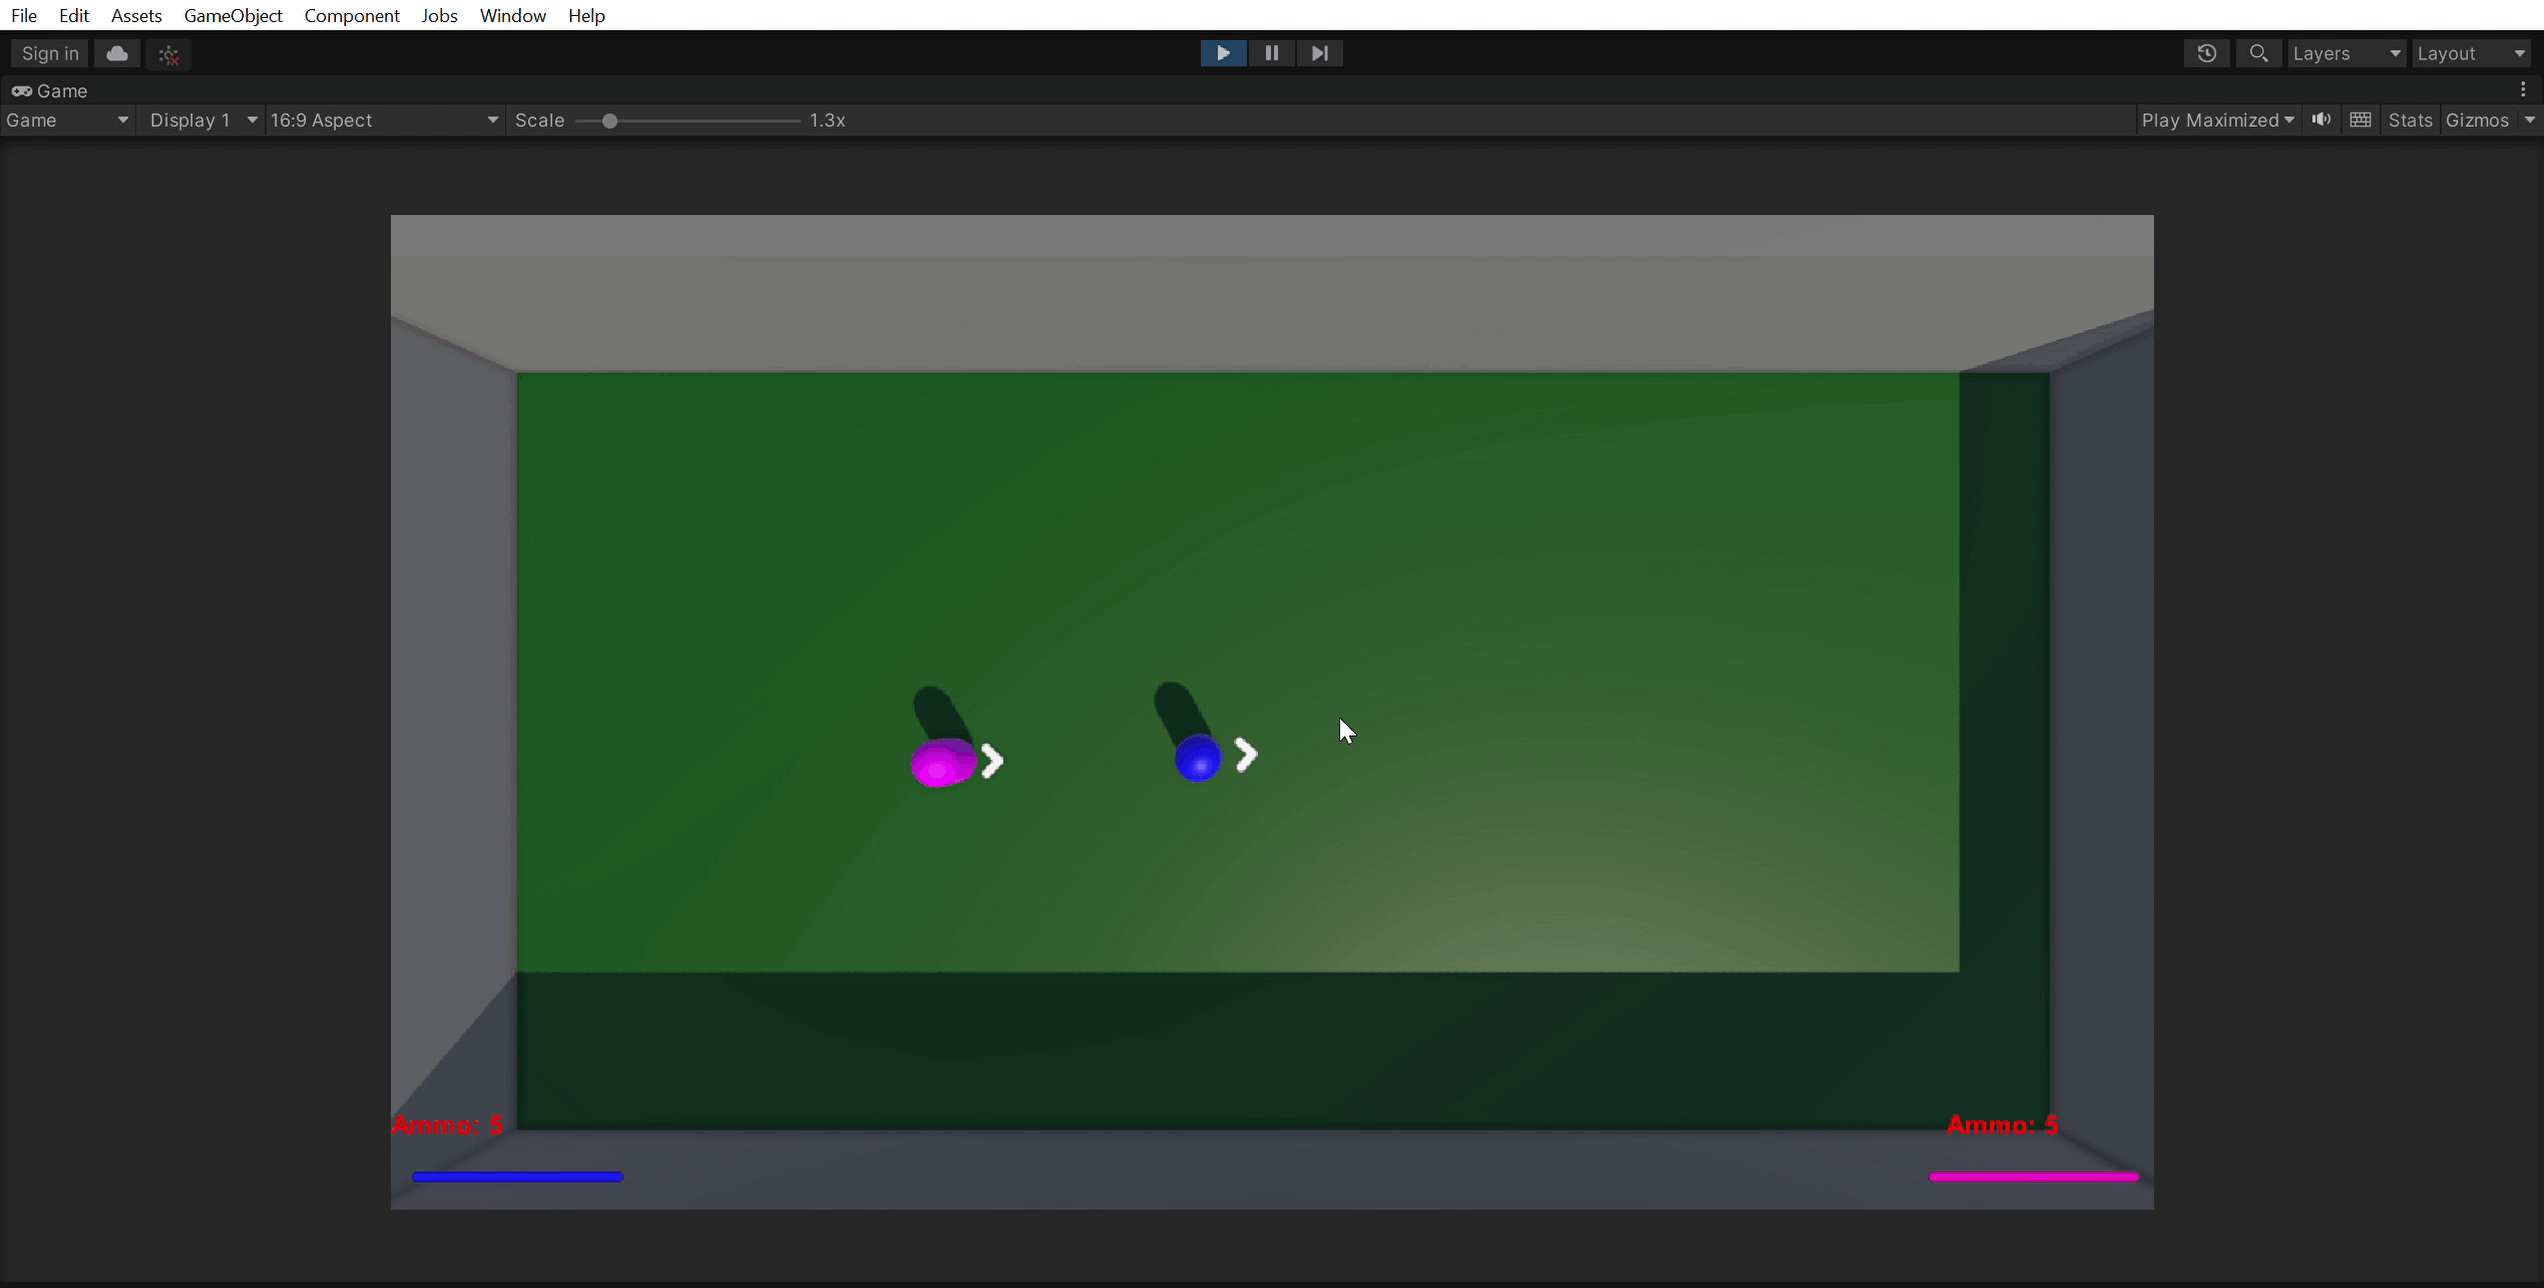 File Edit Assets GameObject Component Jobs Window Help
Sign in Layers Layout
Game
Game Display 1 16:9 Aspect Scale 1.3x Play Maximized Stats Gizmos
Ammo: 5 Ammo: 5